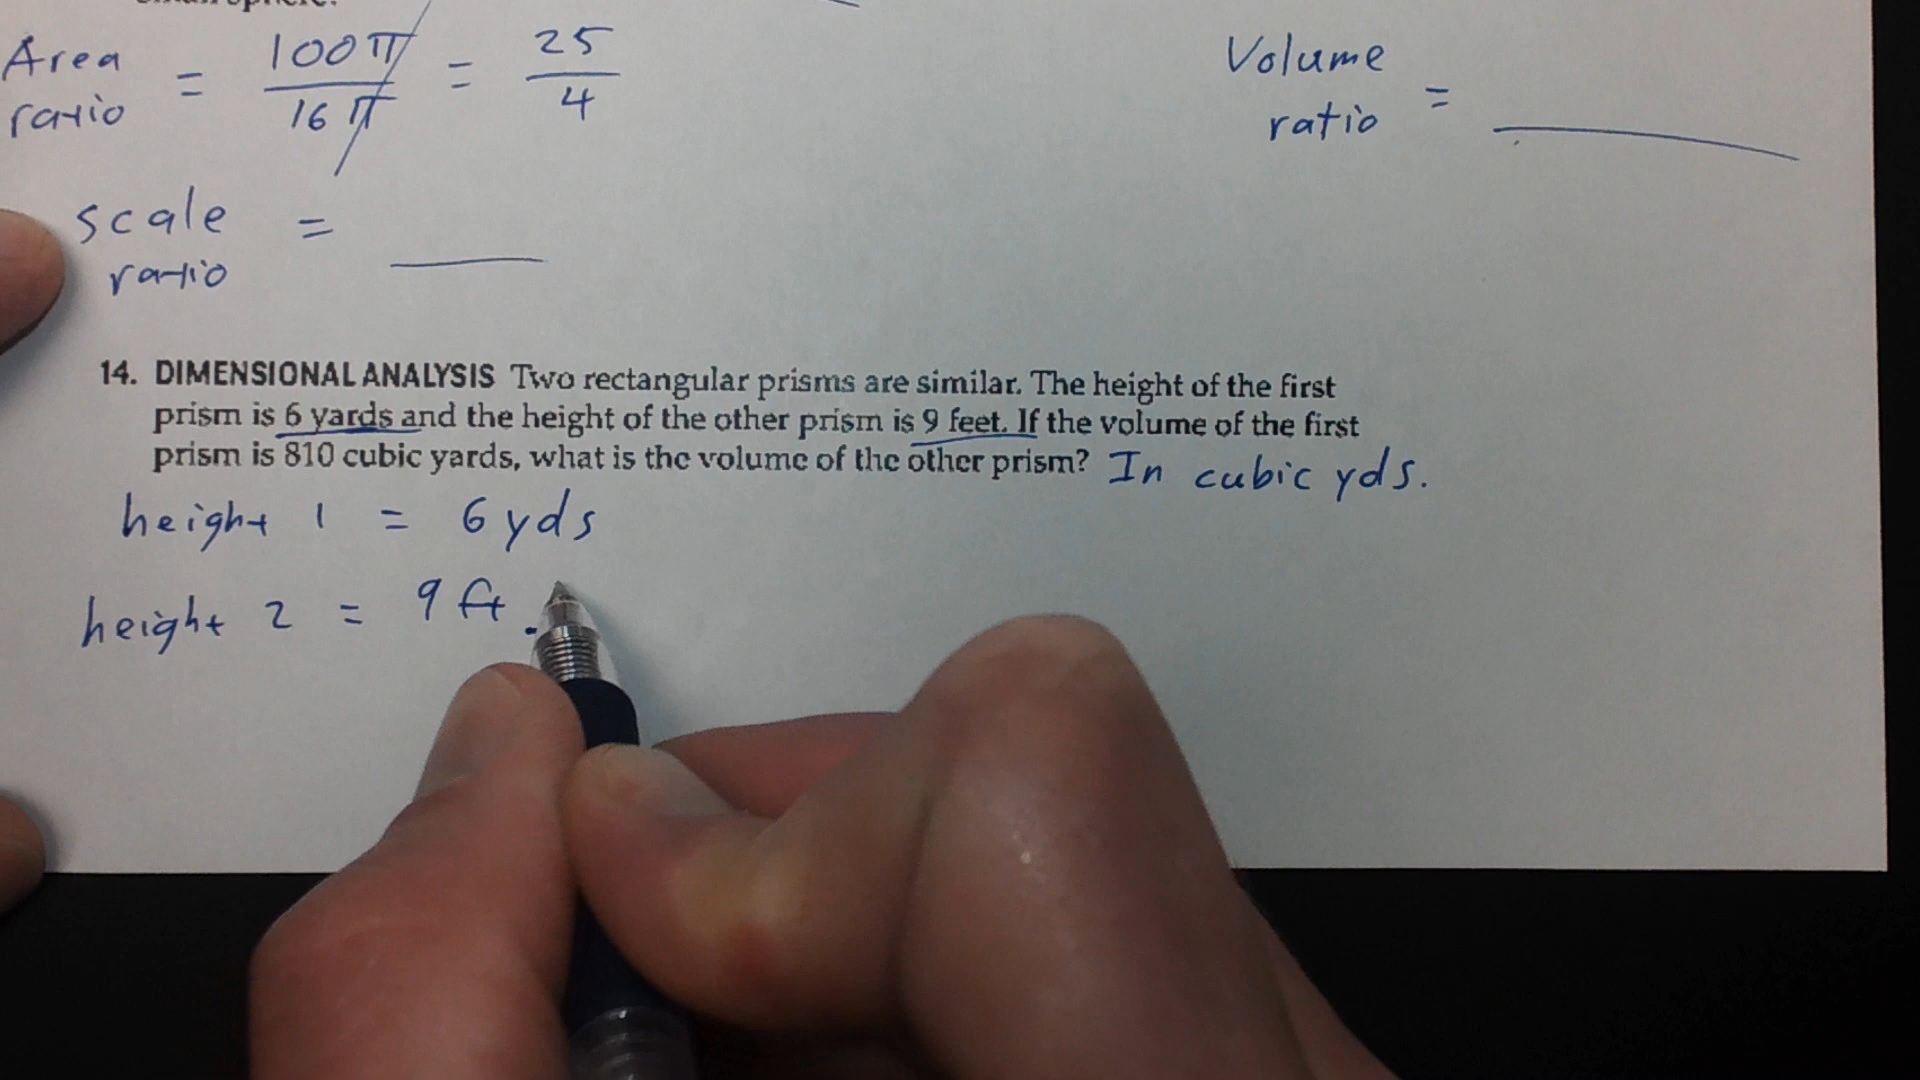 Area ratio = 100π / 16π = 25 / 4
Volume ratio = ____
scale ratio = ____
14. DIMENSIONAL ANALYSIS Two rectangular prisms are similar. The height of the first
prism is 6 yards and the height of the other prism is 9 feet. If the volume of the first
prism is 810 cubic yards, what is the volume of the other prism? In cubic yds.
height 1 = 6 yds
height 2 = 9 ft.